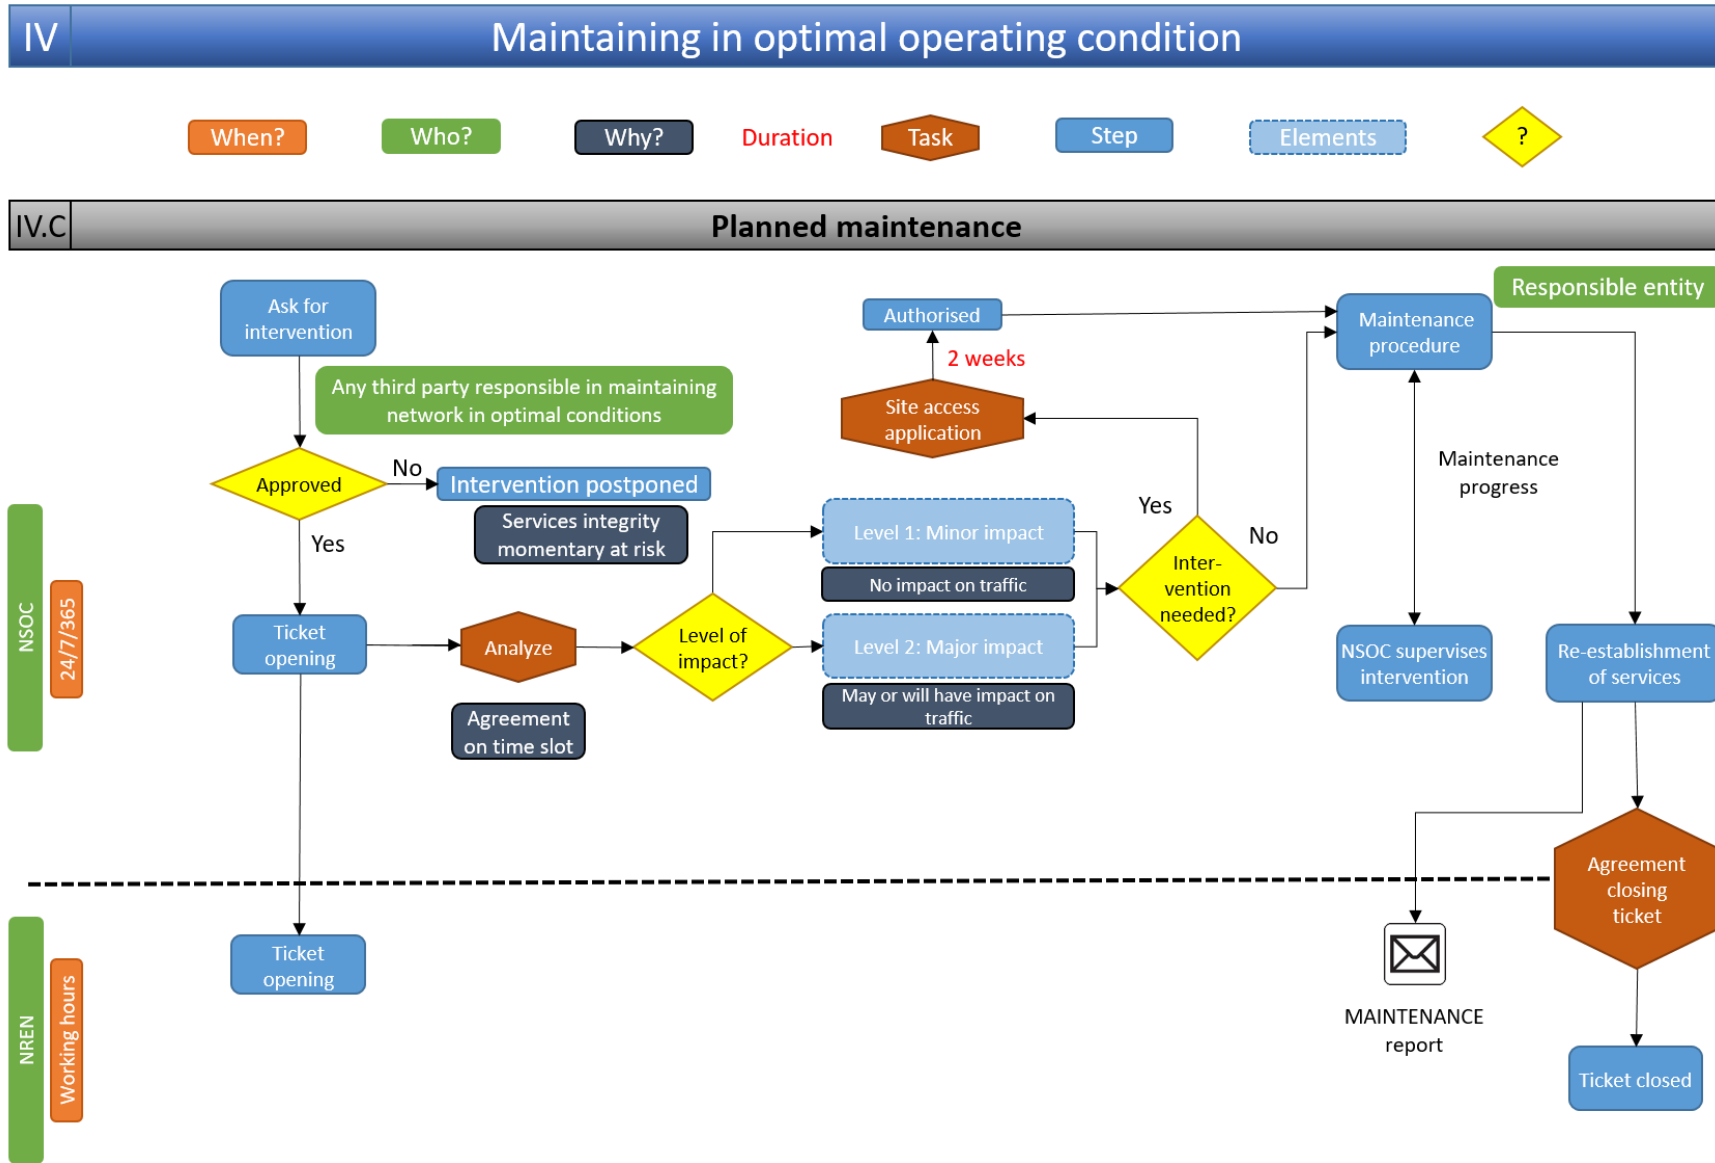 IV
Maintaining in optimal operating condition
When?
Who?
Why?
Duration
Task
Step
Elements
?
IV.C
Planned maintenance
Ask for
intervention
Any third party responsible in maintaining
network in optimal conditions
Approved
No
Intervention postponed
Services integrity
momentary at risk
Yes
Ticket
opening
Analyze
Agreement
on time slot
Level of
impact?
Level 1: Minor impact
No impact on traffic
Level 2: Major impact
May or will have impact on
traffic
Authorised
2 weeks
Site access
application
Yes
No
Inter-
vention
needed?
Maintenance
procedure
Responsible entity
Maintenance
progress
NSOC supervises
intervention
Re-establishment
of services
Agreement
closing
ticket
NSOC
24/7/365
NREN
Working hours
Ticket
opening
MAINTENANCE
report
Ticket closed